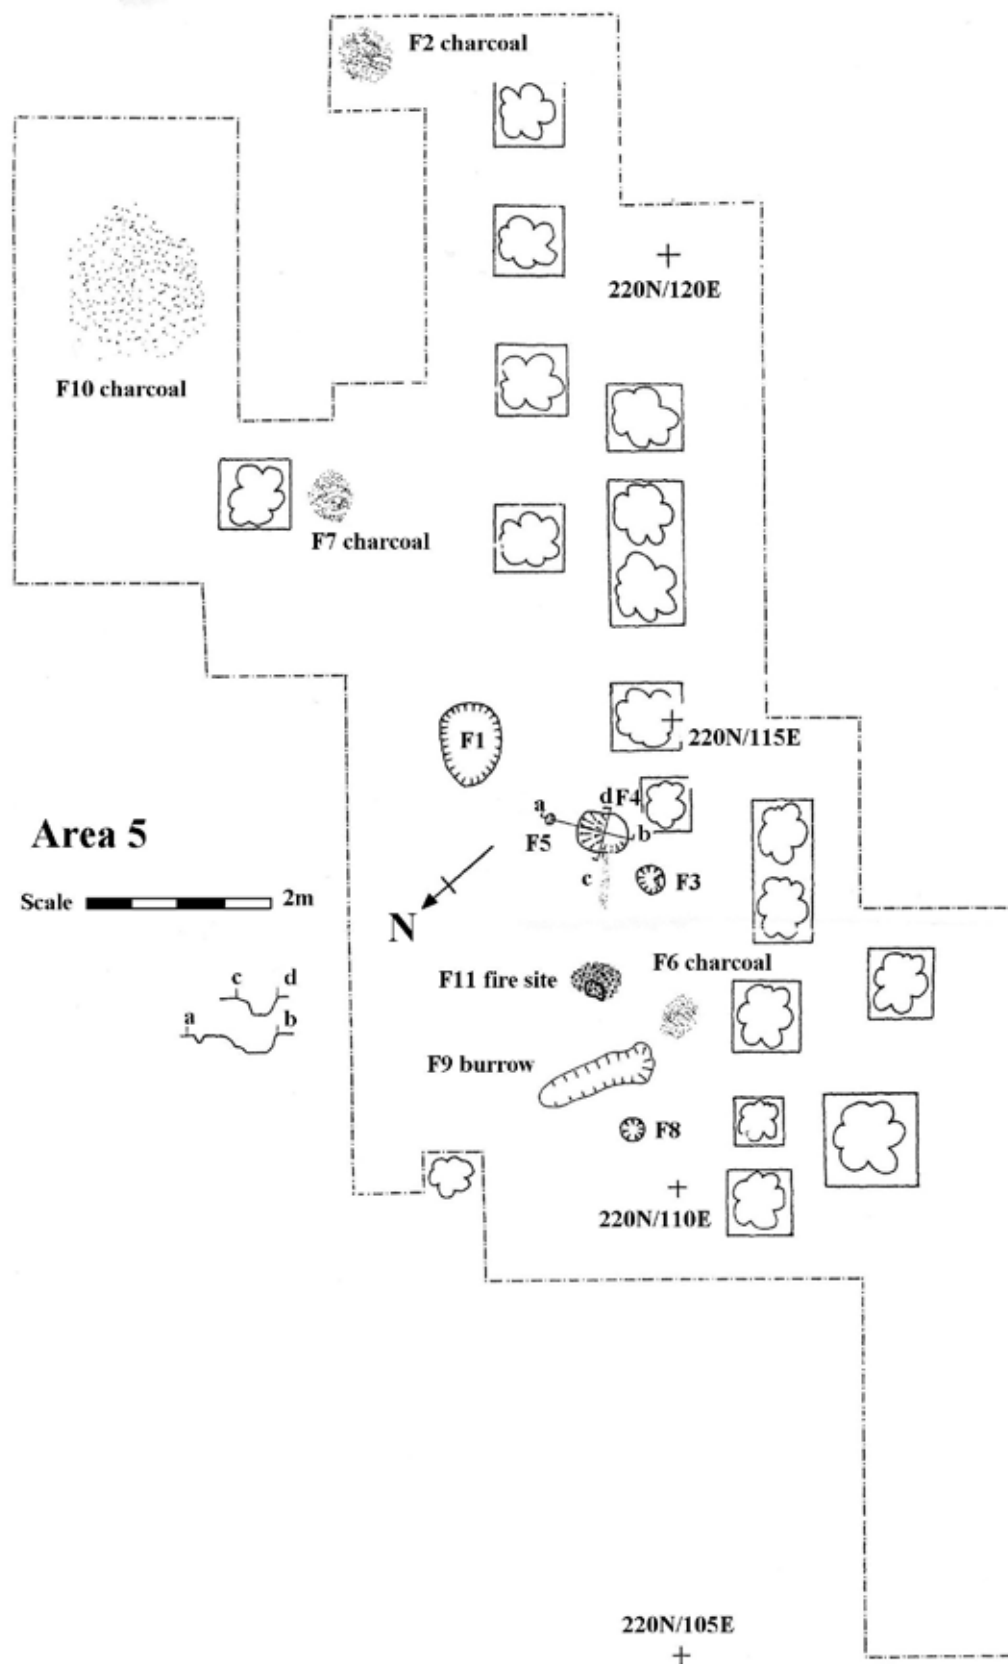 F2 charcoal
220N/120E
F10 charcoal
F7 charcoal
F1
220N/115E
a
d F4
b
F5
c
F3
Area 5
Scale 2m
N
F11 fire site
F6 charcoal
c d
a b
F9 burrow
F8
220N/110E
220N/105E